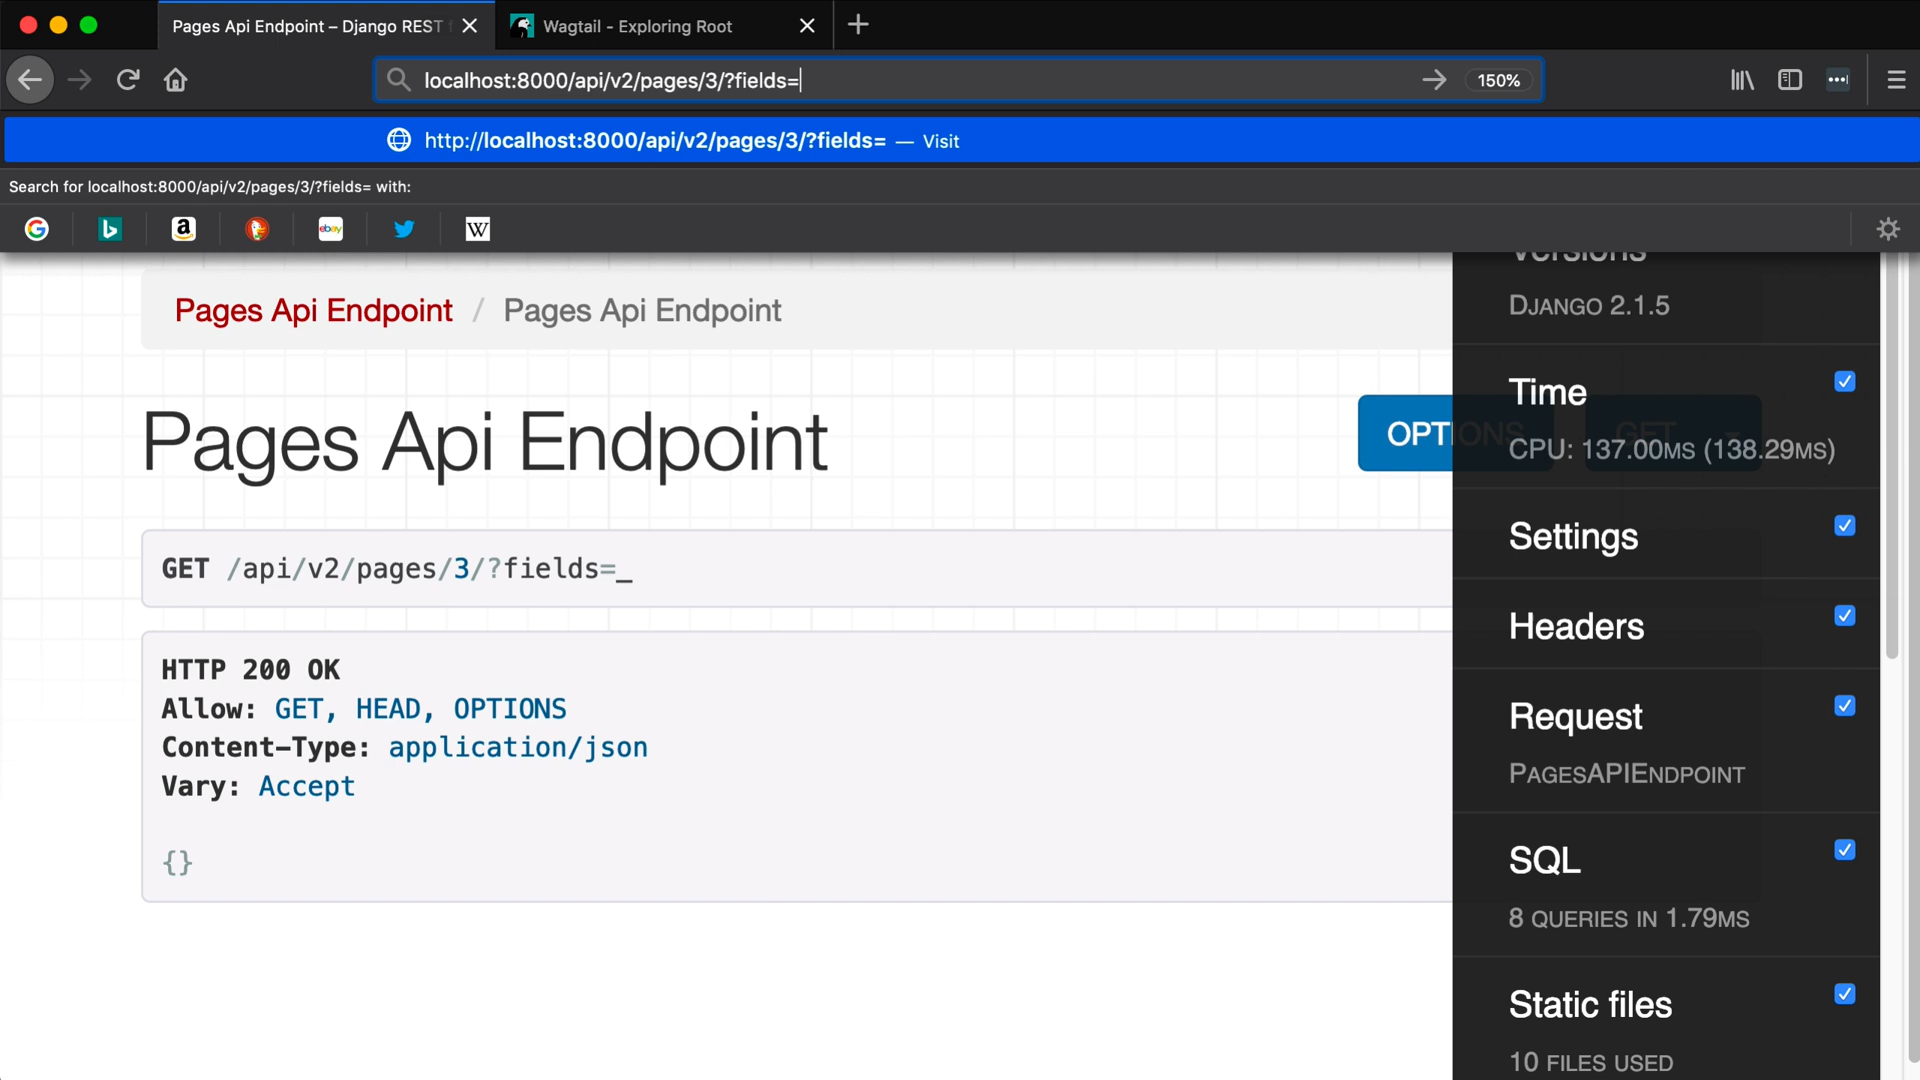 Pages Api Endpoint – Django REST
Wagtail - Exploring Root
localhost:8000/api/v2/pages/3/?fields=
150%
http://localhost:8000/api/v2/pages/3/?fields= — Visit
Search for localhost:8000/api/v2/pages/3/?fields= with:
Pages Api Endpoint / Pages Api Endpoint
Pages Api Endpoint
OPTIONS
GET
GET /api/v2/pages/3/?fields=_
HTTP 200 OK
Allow: GET, HEAD, OPTIONS
Content-Type: application/json
Vary: Accept
{}
Versions
Django 2.1.5
Time
CPU: 137.00ms (138.29ms)
Settings
Headers
Request
PagesAPIEndpoint
SQL
8 queries in 1.79ms
Static files
10 files used